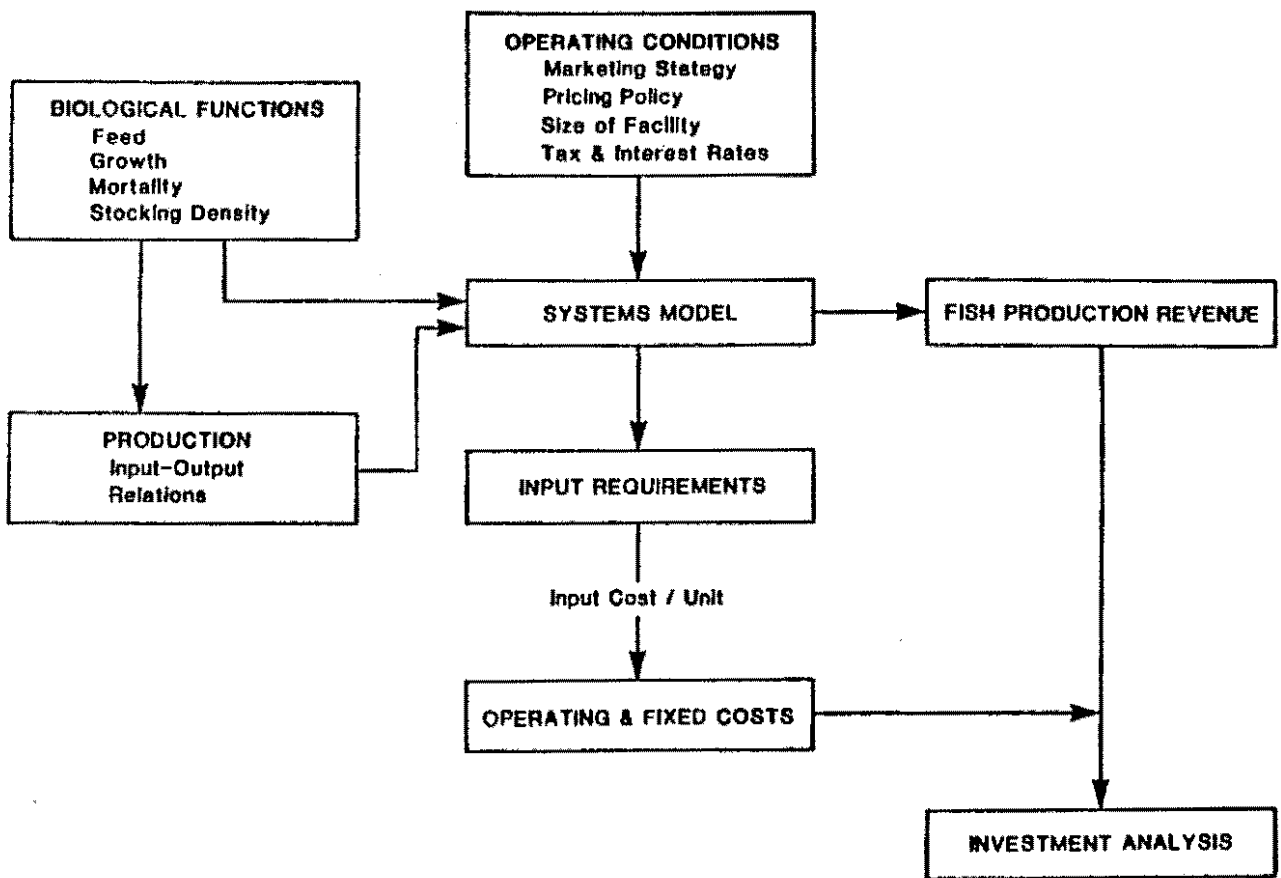 OPERATING CONDITIONS
Marketing Stategy
Pricing Policy
Size of Facility
Tax & Interest Rates
BIOLOGICAL FUNCTIONS
Feed
Growth
Mortality
Stocking Density
SYSTEMS MODEL
FISH PRODUCTION REVENUE
PRODUCTION
Input-Output
Relations
INPUT REQUIREMENTS
Input Cost / Unit
OPERATING & FIXED COSTS
INVESTMENT ANALYSIS